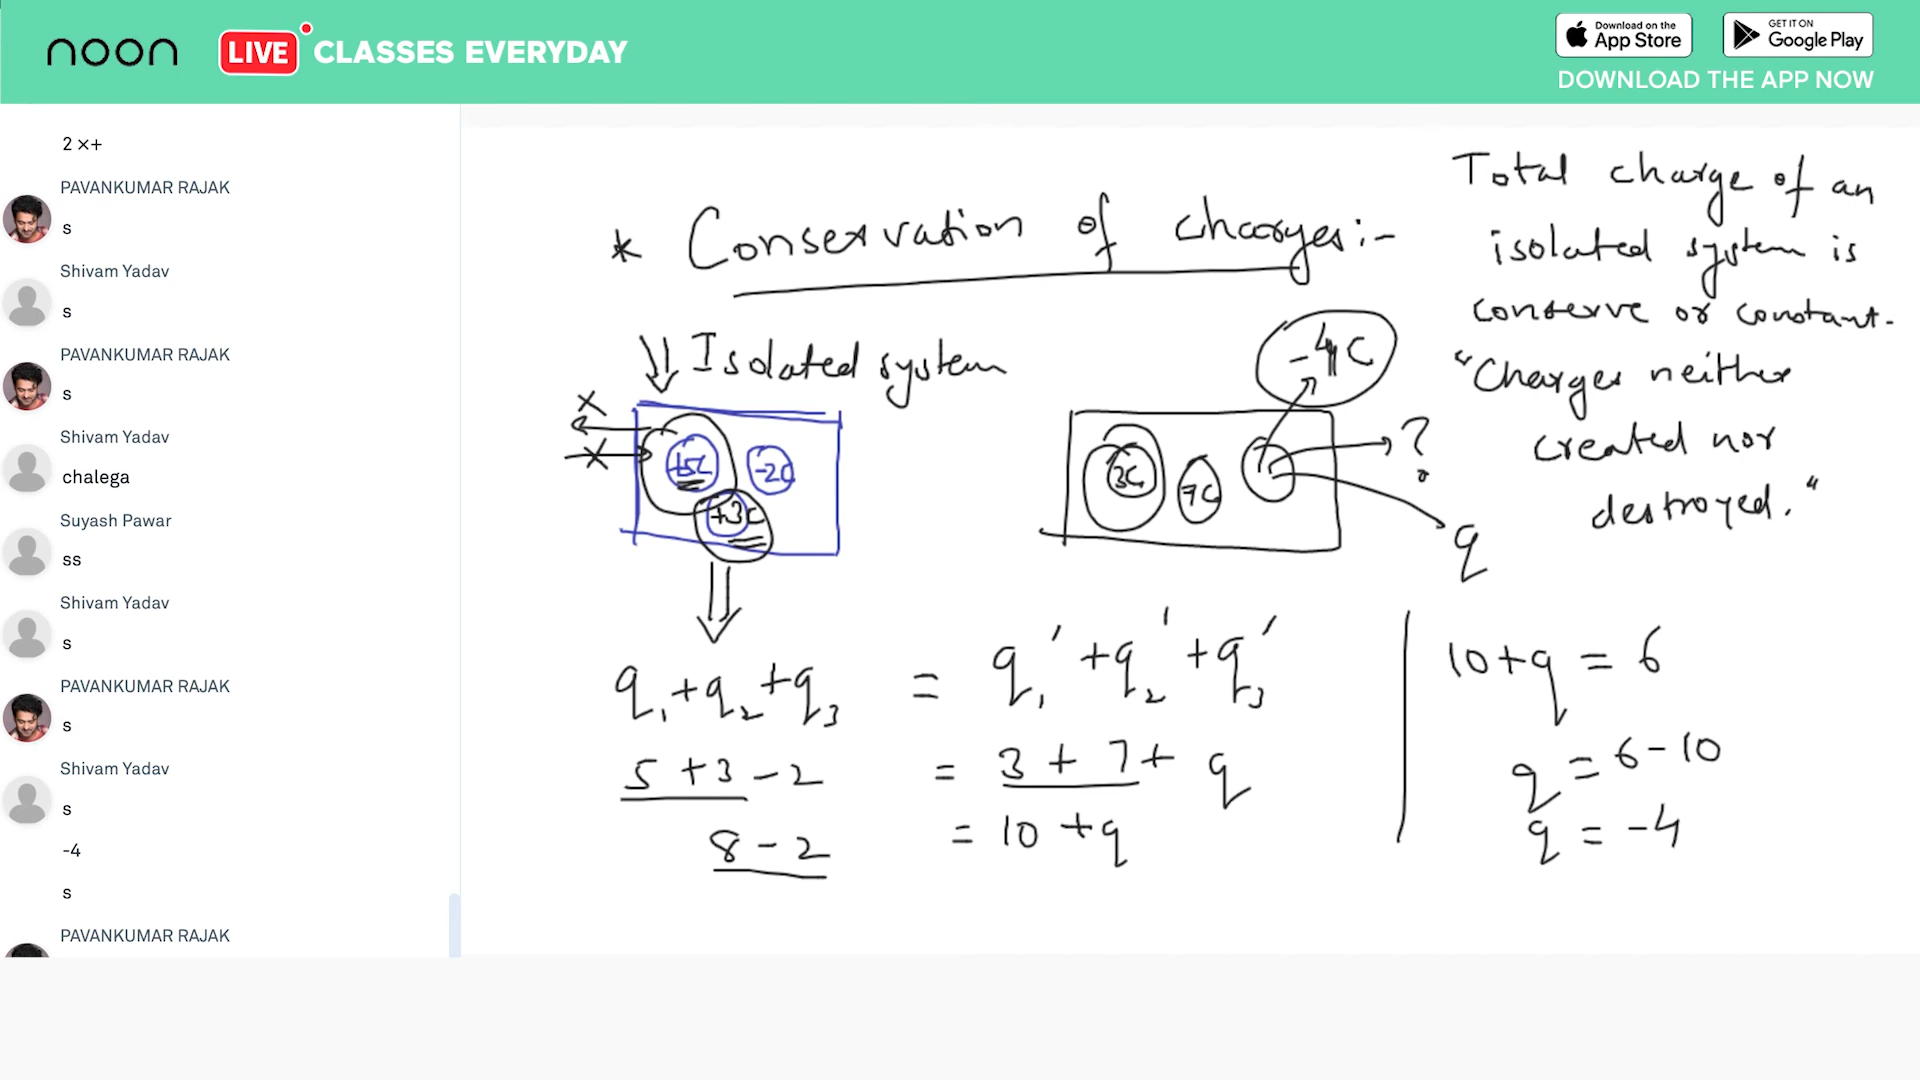 noon
LIVE CLASSES EVERYDAY
Download on the
App Store
GET IT ON
Google Play
DOWNLOAD THE APP NOW
2 ×+
PAVANKUMAR RAJAK
s
Shivam Yadav
s
PAVANKUMAR RAJAK
s
Shivam Yadav
chalega
Suyash Pawar
ss
Shivam Yadav
s
PAVANKUMAR RAJAK
s
Shivam Yadav
s
-4
s
PAVANKUMAR RAJAK
* Conservation of charges:-
Isolated system
x
x
+5C
-2C
+3C
3C
7C
-4C
?
q
Total charge of an
isolated system is
conserve or constant.
"Charges neither
created nor
destroyed."
q₁+q₂+q₃ = q₁'+q₂'+q₃'
5+3-2 = 3+7+q
8-2 = 10+q
10+q = 6
q = 6-10
q = -4